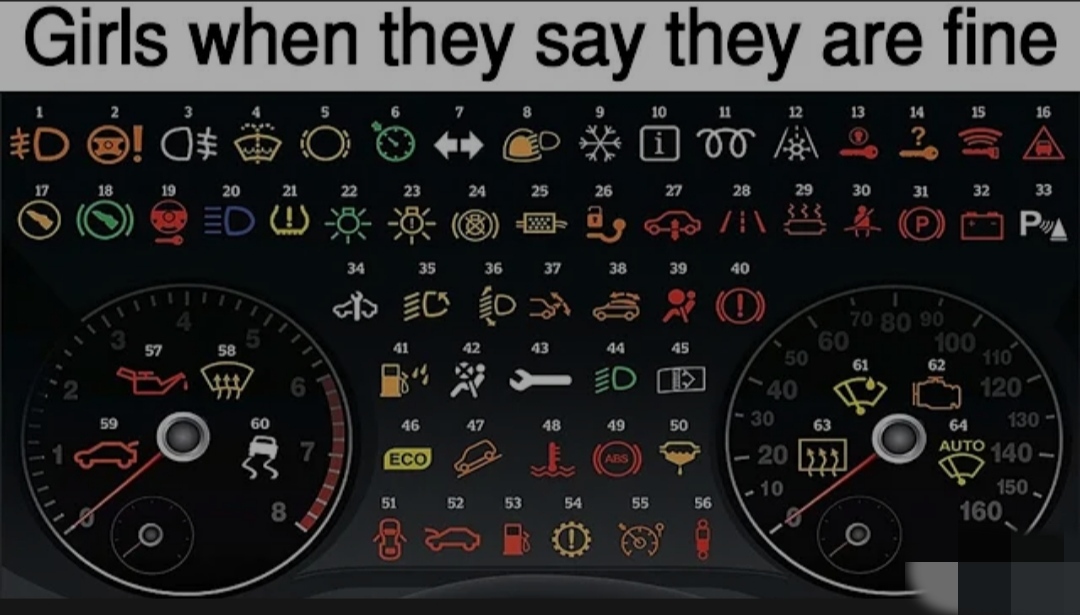 Girls when they say they are fine
1 2 3 4 5 6 7 8 9 10 11 12 13 14 15 16
! i ?
17 18 19 20 21 22 23 24 25 26 27 28 29 30 31 32 33
! ! P P
34 35 36 37 38 39 40
!
41 42 43 44 45
46 47 48 49 50
ECO ABS
51 52 53 54 55 56
!
57 58
59 60
0 1 2 3 4 5 6 7 8
61 62
63 64
AUTO
0 10 20 30 40 50 60 70 80 90 100 110 120 130 140 150 160